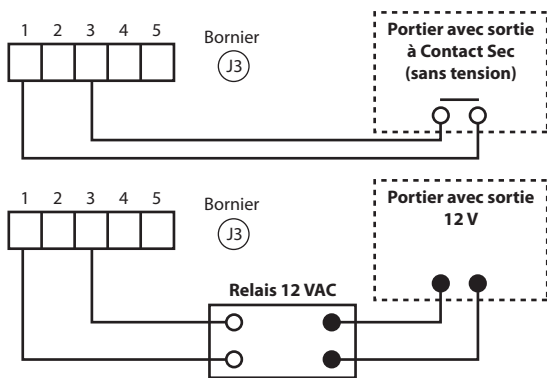 1 2 3 4 5
Bornier
J3
Portier avec sortie
à Contact Sec
(sans tension)
1 2 3 4 5
Bornier
J3
Portier avec sortie
12 V
Relais 12 VAC